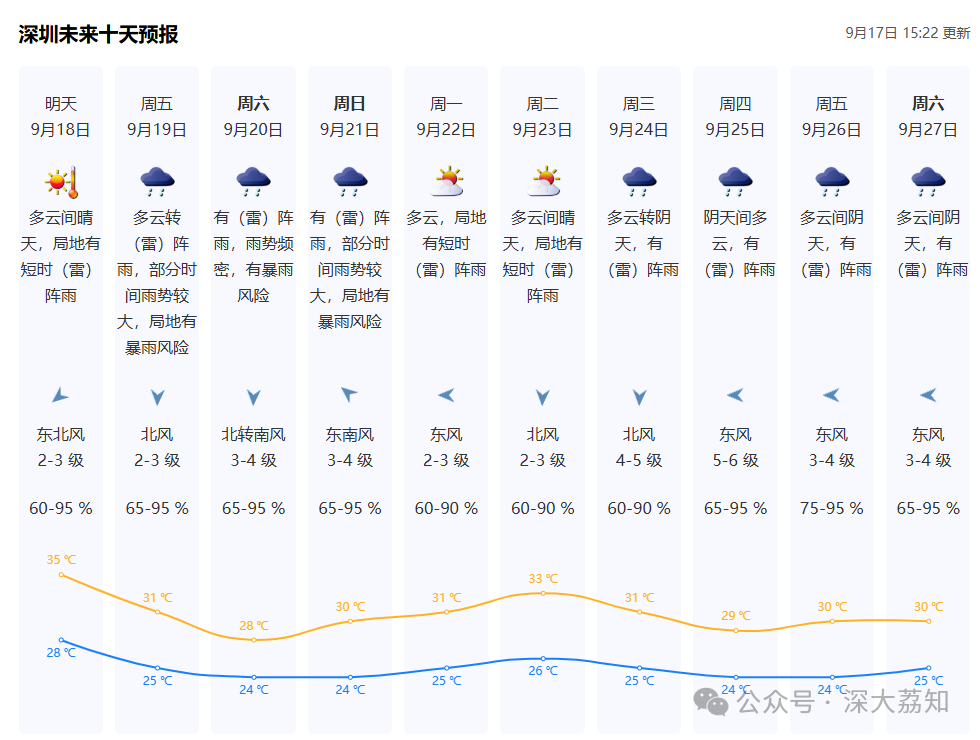 深圳未来十天预报
9月17日 15:22 更新
明天
9月18日
多云间晴
天，局地有
短时（雷）
阵雨
东北风
2-3 级
60-95 %
35 ℃
28 ℃
周五
9月19日
多云转
（雷）阵
雨，部分时
间雨势较
大，局地有
暴雨风险
北风
2-3 级
65-95 %
31 ℃
25 ℃
周六
9月20日
有（雷）阵
雨，雨势频
密，有暴雨
风险
北转南风
3-4 级
65-95 %
28 ℃
24 ℃
周日
9月21日
有（雷）阵
雨，部分时
间雨势较
大，局地有
暴雨风险
东南风
3-4 级
65-95 %
30 ℃
24 ℃
周一
9月22日
多云，局地
有短时
（雷）阵雨
东风
2-3 级
60-90 %
31 ℃
25 ℃
周二
9月23日
多云间晴
天，局地有
短时（雷）
阵雨
北风
2-3 级
60-90 %
33 ℃
26 ℃
周三
9月24日
多云转阴
天，有
（雷）阵雨
北风
4-5 级
60-90 %
31 ℃
25 ℃
周四
9月25日
阴天间多
云，有
（雷）阵雨
东风
5-6 级
65-95 %
29 ℃
24 ℃
周五
9月26日
多云间阴
天，有
（雷）阵雨
东风
3-4 级
75-95 %
30 ℃
24 ℃
周六
9月27日
多云间阴
天，有
（雷）阵雨
东风
3-4 级
65-95 %
30 ℃
25 ℃
公众号 · 深大荔知